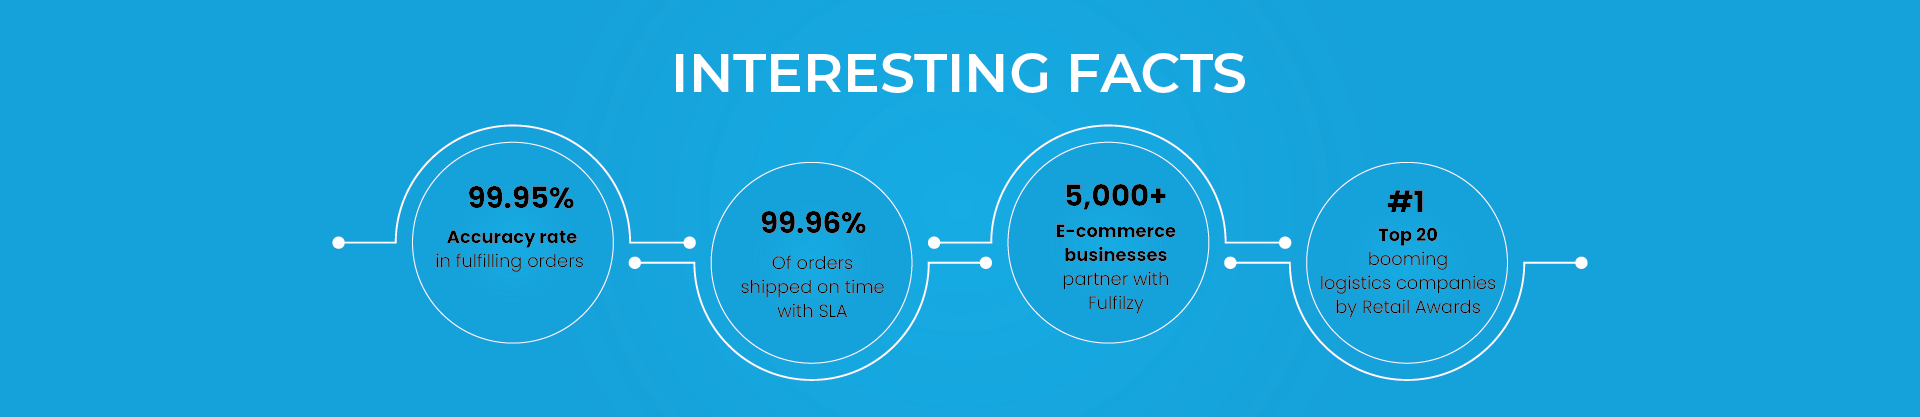 INTERESTING FACTS
99.95%
Accuracy rate
in fulfilling orders
99.96%
Of orders
shipped on time
with SLA
5,000+
E-commerce
businesses
partner with
Fulfilzy
#1
Top 20
booming
logistics companies
by Retail Awards